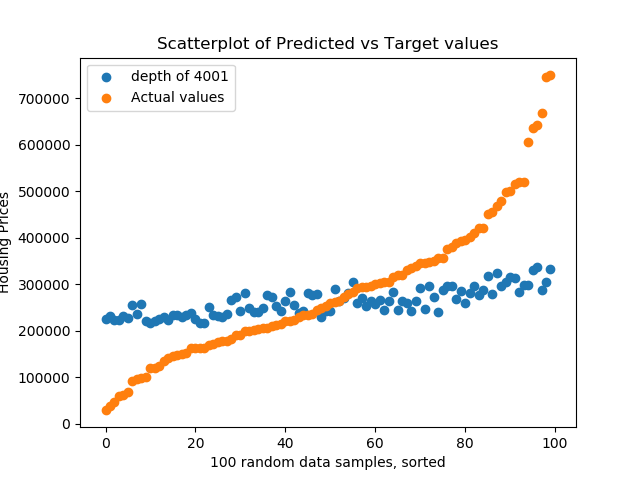 Scatterplot of Predicted vs Target values
depth of 4001
Actual values
700000
600000
500000
400000
300000
200000
100000
0
Housing Prices
0 20 40 60 80 100
100 random data samples, sorted